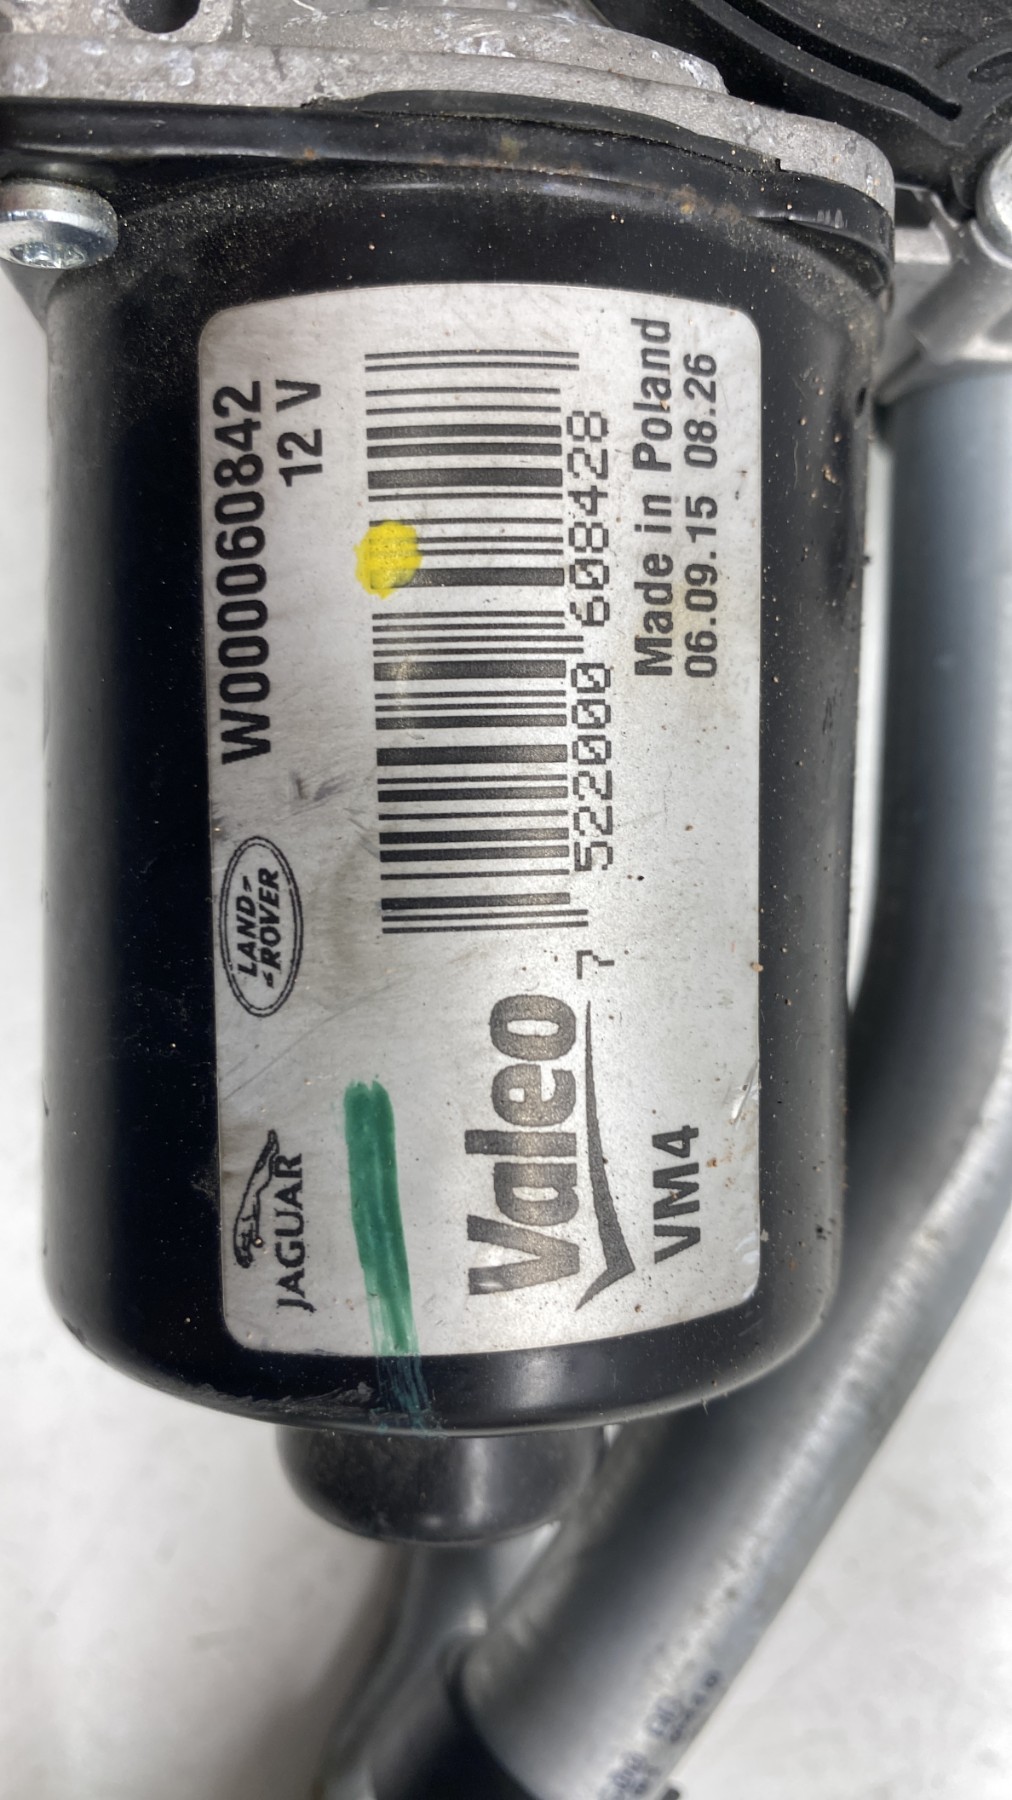 JAGUAR
LAND ROVER
W000060842
12 V
Valeo
7 522000 608428
VM4
Made in Poland
06.09.15 08.26